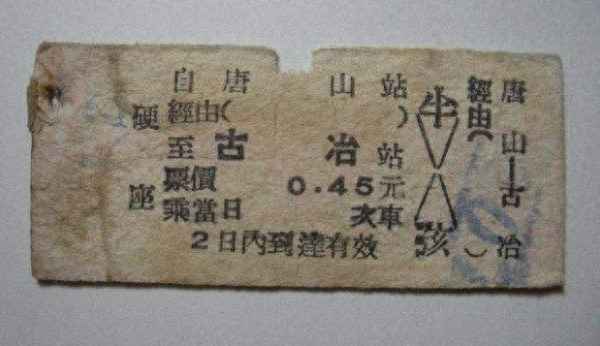 硬座
自唐 山站
經由( )
至古 冶站
票價 0.45元
乘當日 次車
2日內到達有效
半 孩
經由( )
唐山—古冶